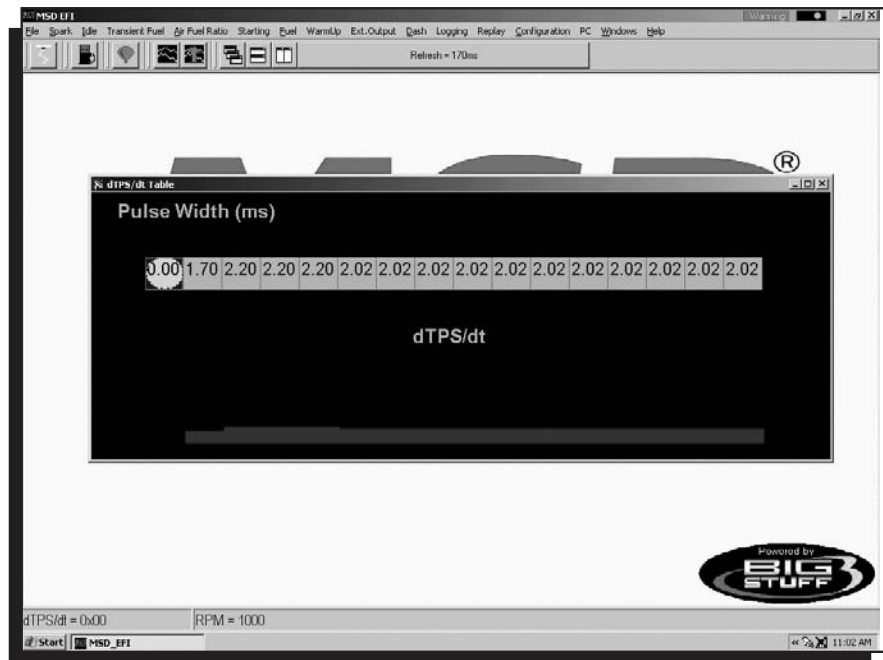 MSD EFI Warning
File Spark Idle Transient Fuel Air Fuel Ratio Starting Fuel WarmUp Ext.Output Dash Logging Replay Configuration PC Windows Help
Refresh = 170ms
®
dTPS/dt Table
Pulse Width (ms)
0.00 1.70 2.20 2.20 2.20 2.02 2.02 2.02 2.02 2.02 2.02 2.02 2.02 2.02 2.02 2.02
dTPS/dt
Powered by
BIG
STUFF 3
dTPS/dt = 0x00 RPM = 1000
Start MSD_EFI « 11:02 AM